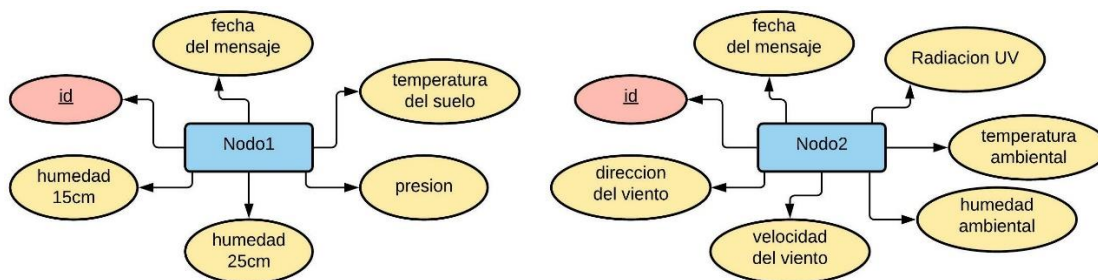 fecha
del mensaje
temperatura
del suelo
id
Nodo1
humedad
15cm
presion
humedad
25cm
fecha
del mensaje
Radiacion UV
id
Nodo2
temperatura
ambiental
direccion
del viento
humedad
ambiental
velocidad
del viento